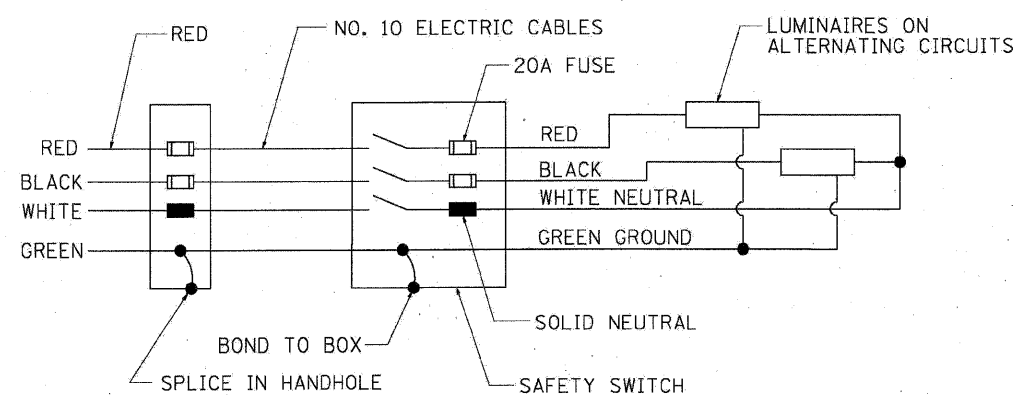 RED
NO. 10 ELECTRIC CABLES
LUMINAIRES ON
ALTERNATING CIRCUITS
20A FUSE
RED
RED
BLACK
BLACK
WHITE
WHITE NEUTRAL
GREEN
GREEN GROUND
SOLID NEUTRAL
BOND TO BOX
SPLICE IN HANDHOLE
SAFETY SWITCH